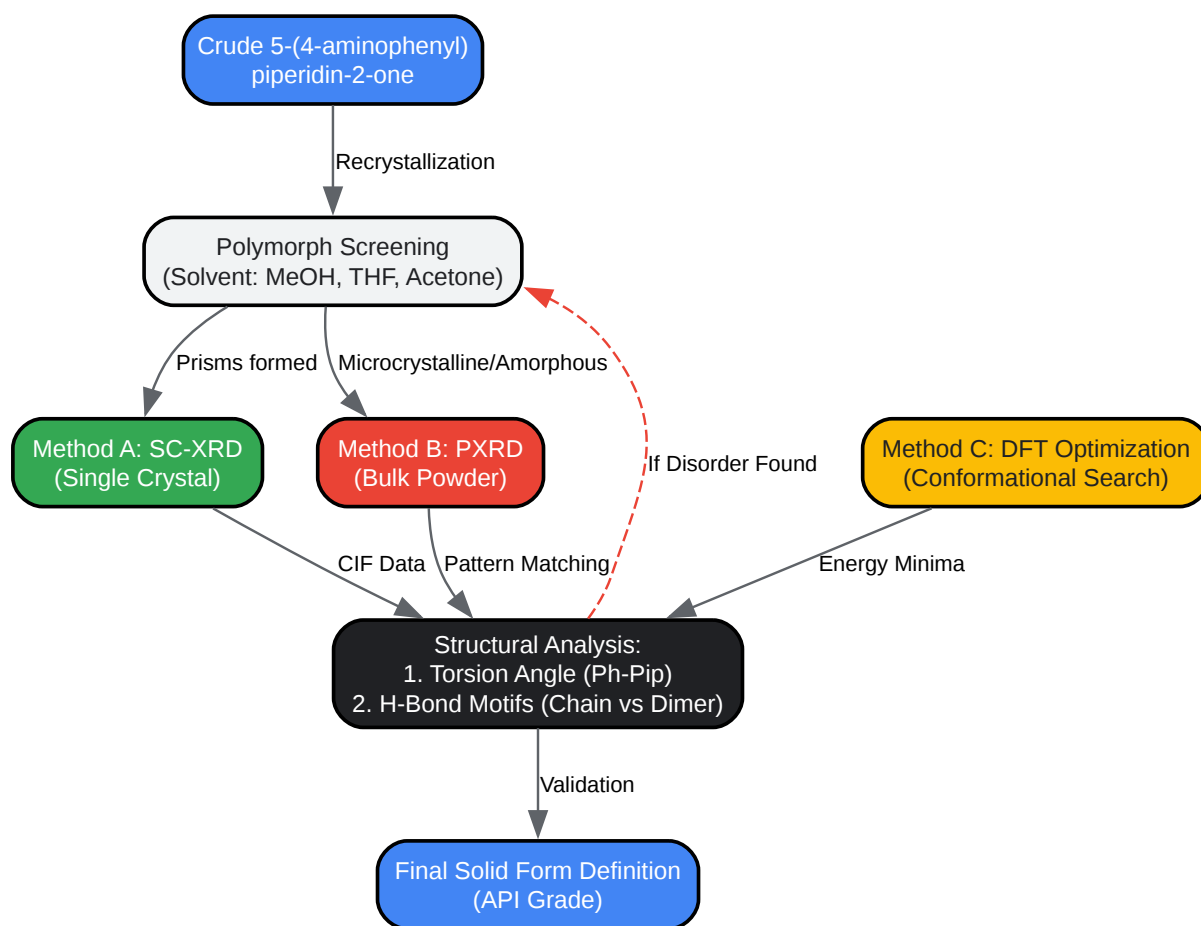 Crude 5-(4-aminophenyl)
piperidin-2-one
Recrystallization
Polymorph Screening
(Solvent: MeOH, THF, Acetone)
Prisms formed
Microcrystalline/Amorphous
Method A: SC-XRD
(Single Crystal)
Method B: PXRD
(Bulk Powder)
If Disorder Found
Method C: DFT Optimization
(Conformational Search)
CIF Data
Pattern Matching
Energy Minima
Structural Analysis:
1. Torsion Angle (Ph-Pip)
2. H-Bond Motifs (Chain vs Dimer)
Validation
Final Solid Form Definition
(API Grade)